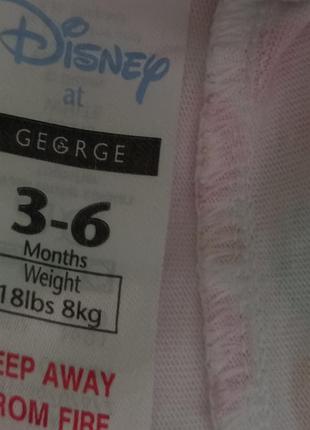 Disney
at
GEORGE
3-6
Months
Weight
18lbs 8kg
EEP AWAY
ROM FIRE